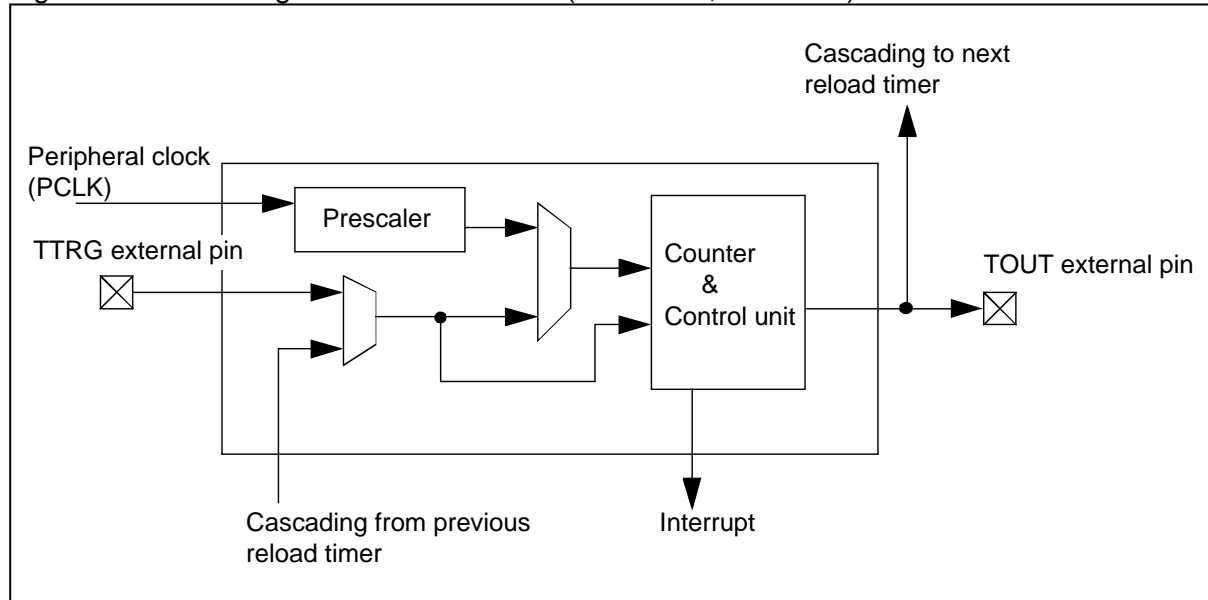 Cascading to next
reload timer
Peripheral clock
(PCLK)
Prescaler
TTRG external pin
Counter
&
Control unit
TOUT external pin
Cascading from previous
reload timer
Interrupt